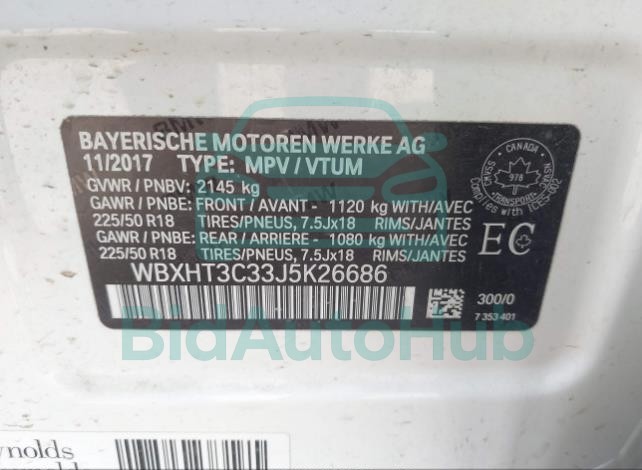 BAYERISCHE MOTOREN WERKE AG
11/2017 TYPE: MPV / VTUM
GVWR / PNBV: 2145 kg
GAWR / PNBE: FRONT / AVANT - 1120 kg WITH/AVEC
225/50 R18 TIRES/PNEUS, 7.5Jx18 RIMS/JANTES
GAWR / PNBE: REAR / ARRIERE - 1080 kg WITH/AVEC
225/50 R18 TIRES/PNEUS, 7.5Jx18 RIMS/JANTES
WBXHT3C33J5K26686
CANADA
978
TRANSPORT
EC
300/0
7 353 401
BidAutoHub
ynolds